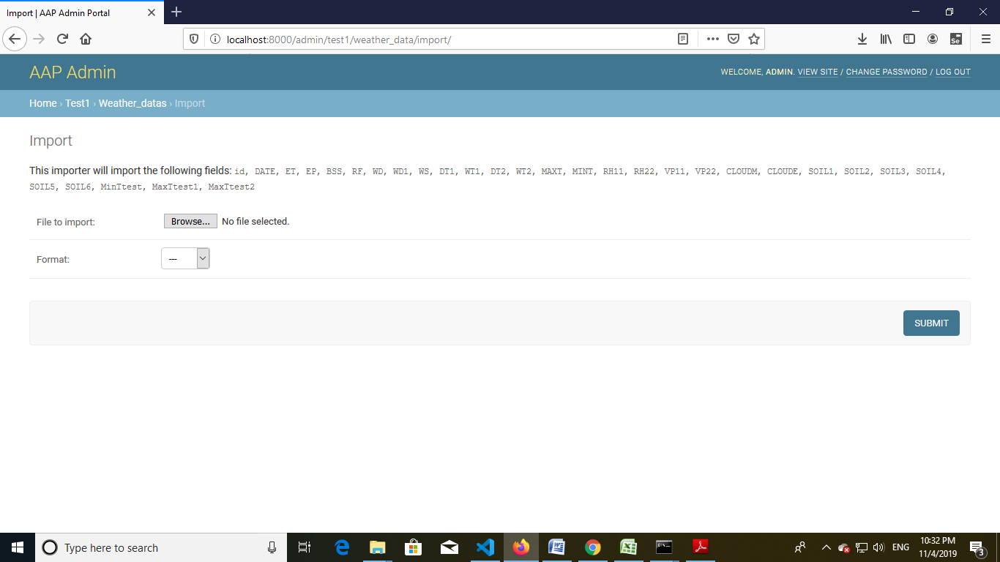 Import | AAP Admin Portal
localhost:8000/admin/test1/weather_data/import/
Se
AAP Admin
WELCOME, ADMIN. VIEW SITE / CHANGE PASSWORD / LOG OUT
Home › Test1 › Weather_datas › Import
Import
This importer will import the following fields: id, DATE, ET, EP, BSS, RF, WD, WD1, WS, DT1, WT1, DT2, WT2, MAXT, MINT, RH11, RH22, VP11, VP22, CLOUDM, CLOUDE, SOIL1, SOIL2, SOIL3, SOIL4,
SOIL5, SOIL6, MinTtest, MaxTtest1, MaxTtest2
File to import: Browse... No file selected.
Format: ---
SUBMIT
Type here to search
ENG
10:32 PM
11/4/2019
3